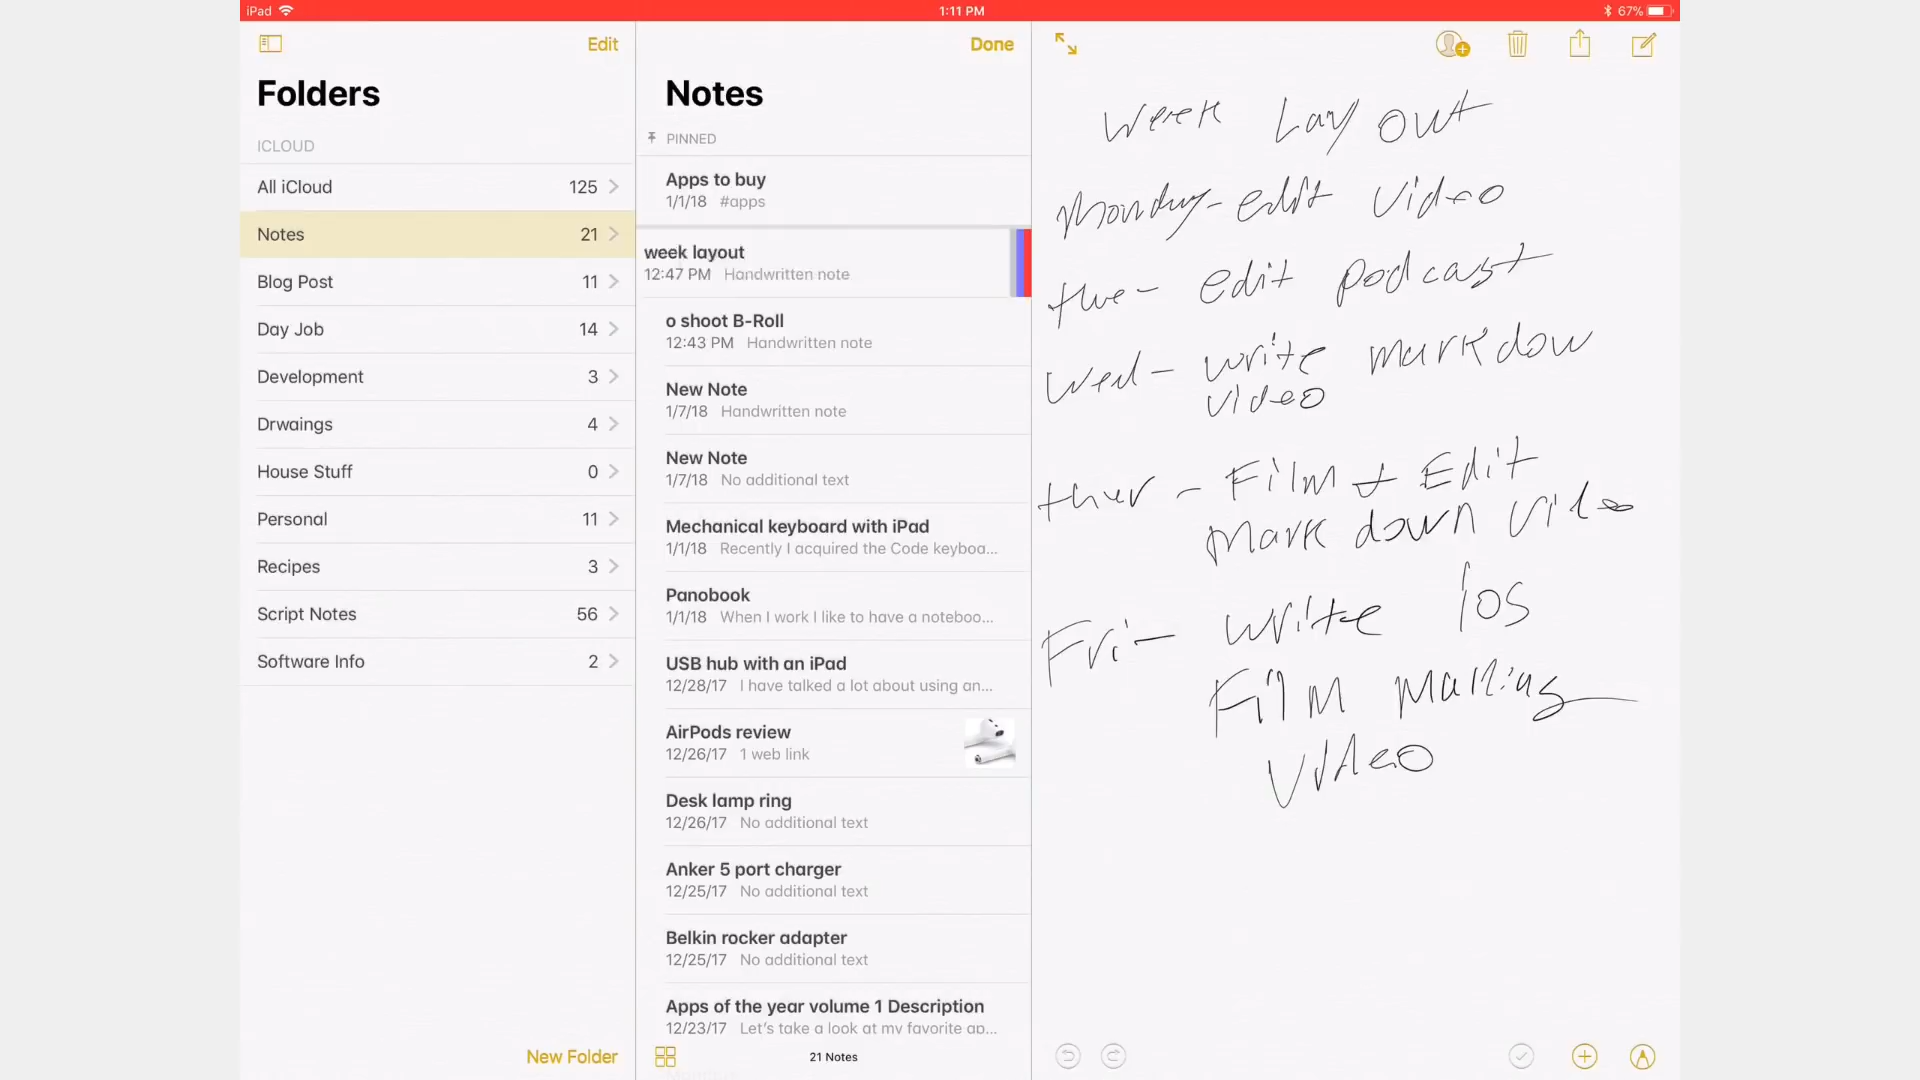 iPad
1:11 PM
67%
Edit
Folders
ICLOUD
All iCloud 125
Notes 21
Blog Post 11
Day Job 14
Development 3
Drwaings 4
House Stuff 0
Personal 11
Recipes 3
Script Notes 56
Software Info 2
New Folder
Done
Notes
PINNED
Apps to buy
1/1/18 #apps
week layout
12:47 PM Handwritten note
o shoot B-Roll
12:43 PM Handwritten note
New Note
1/7/18 Handwritten note
New Note
1/7/18 No additional text
Mechanical keyboard with iPad
1/1/18 Recently I acquired the Code keyboa...
Panobook
1/1/18 When I work I like to have a noteboo...
USB hub with an iPad
12/28/17 I have talked a lot about using an...
AirPods review
12/26/17 1 web link
Desk lamp ring
12/26/17 No additional text
Anker 5 port charger
12/25/17 No additional text
Belkin rocker adapter
12/25/17 No additional text
Apps of the year volume 1 Description
12/23/17 Let's take a look at my favorite ap...
21 Notes
Week Lay out
Monday - edit video
thue - edit podcast
Wed - write markdow
video
thur - Film + Edit
Mark down video
Fri - write ios
Film making
video